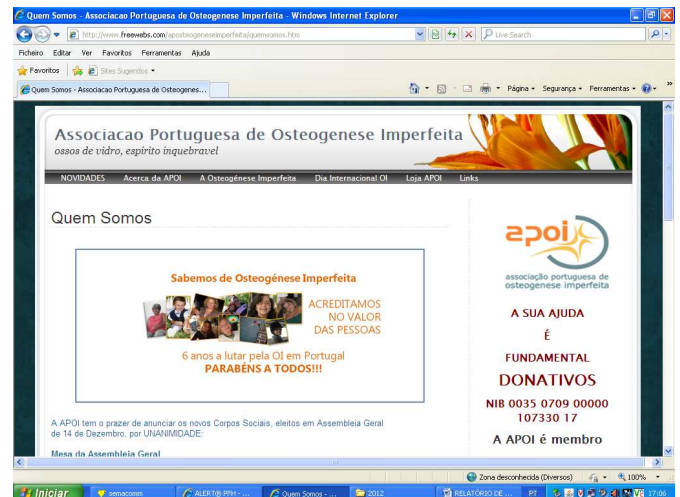 Quem Somos - Associacao Portuguesa de Osteogenese Imperfeita - Windows Internet Explorer
http://www.freewebs.com/aposteogeneseimperfeita/quemsomos.htm
Live Search
Ficheiro Editar Ver Favoritos Ferramentas Ajuda
Favoritos Sites Sugeridos
Quem Somos - Associacao Portuguesa de Osteogenes...
Página Segurança Ferramentas
Associacao Portuguesa de Osteogenese Imperfeita
ossos de vidro, espirito inquebravel
NOVIDADES Acerca da APOI A Osteogénese Imperfeita Dia Internacional OI Loja APOI Links
Quem Somos
Sabemos de Osteogénese Imperfeita
ACREDITAMOS
NO VALOR
DAS PESSOAS
6 anos a lutar pela OI em Portugal
PARABÉNS A TODOS!!!
A APOI tem o prazer de anunciar os novos Corpos Sociais, eleitos em Assembleia Geral
de 14 de Dezembro, por UNANIMIDADE:
Mesa da Assembleia Geral
apoi
associação portuguesa de
osteogenese imperfeita
A SUA AJUDA
É
FUNDAMENTAL
DONATIVOS
NIB 0035 0709 00000
107330 17
A APOI é membro
Zona desconhecida (Diversos) 100%
Iniciar semacomm ALERT® PFH - ... Quem Somos - ... 2012 RELATÓRIO DE ... PT 17:06